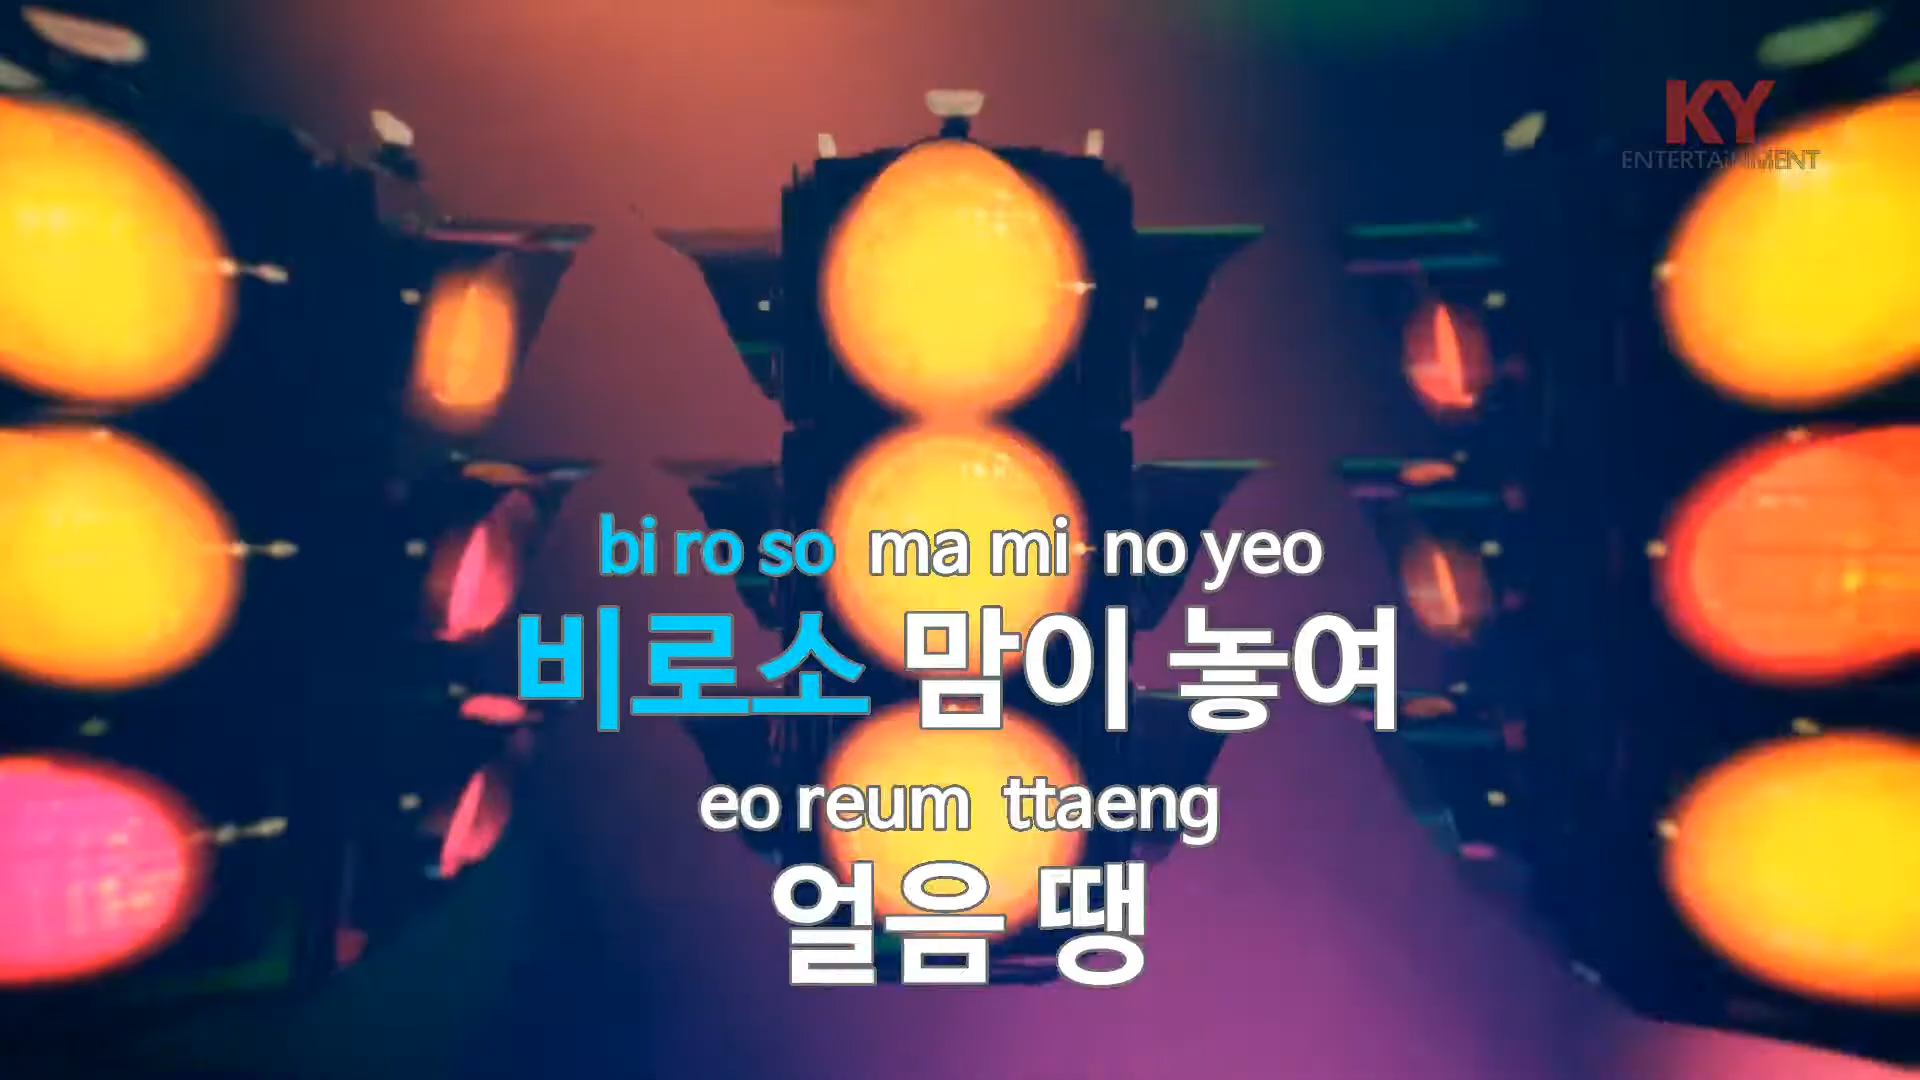 KY
ENTERTAiNMENT
bi ro so ma mi no yeo
비로소 맘이 놓여
eo reum ttaeng
얼음 땡